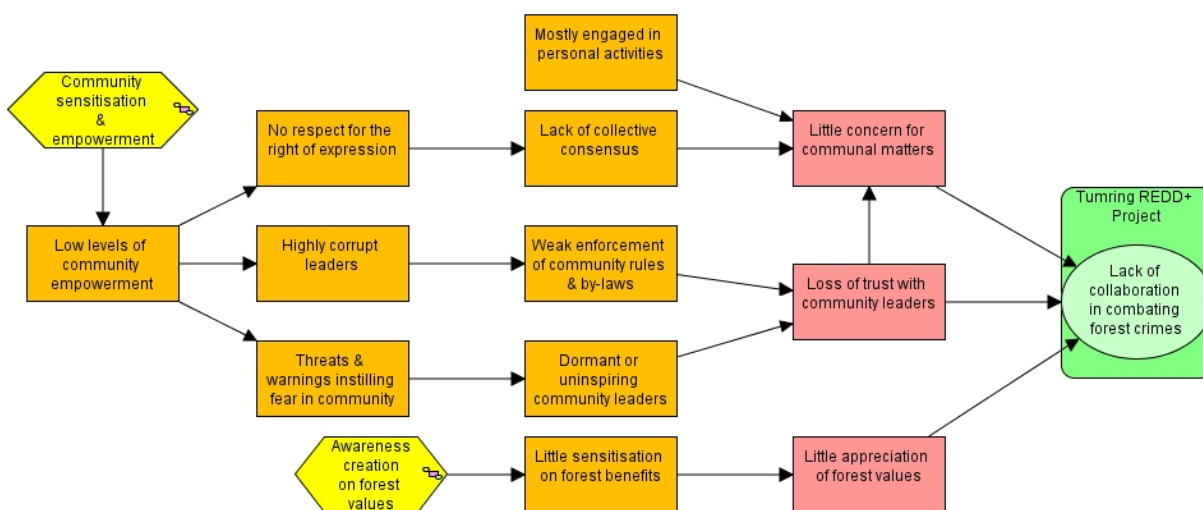 Mostly engaged in
personal activities
Community
sensitisation
&
empowerment
No respect for the
right of expression
Lack of collective
consensus
Little concern for
communal matters
Tumring REDD+
Project
Low levels of
community
empowerment
Highly corrupt
leaders
Weak enforcement
of community rules
& by-laws
Loss of trust with
community leaders
Lack of
collaboration
in combating
forest crimes
Threats &
warnings instilling
fear in community
Dormant or
uninspiring
community leaders
Awareness
creation
on forest
values
Little sensitisation
on forest benefits
Little appreciation
of forest values